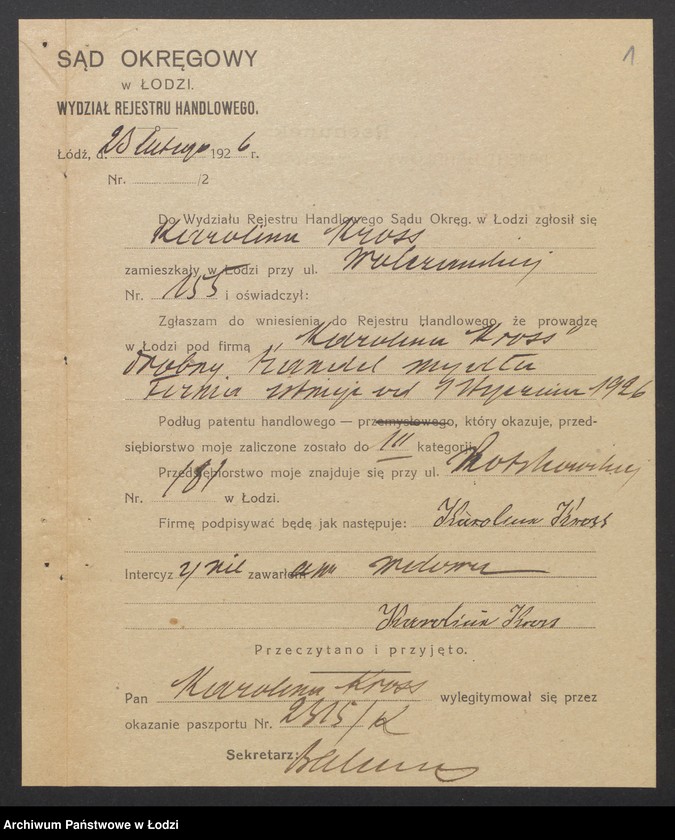 1
SĄD OKRĘGOWY
w ŁODZI.
WYDZIAŁ REJESTRU HANDLOWEGO.
Łódź, d. 23 lutego 1926 r.
Nr. /2
Do Wydziału Rejestru Handlowego Sądu Okręg. w Łodzi zgłosił się
Karolina Kross
zamieszkały w Łodzi przy ul. Wólczańskiej
Nr. 155 i oświadczył:
Zgłaszam do wniesienia do Rejestru Handlowego, że prowadzę
w Łodzi pod firmą „Karolina Kross"
drobny handel mydła
Firma istnieje od 1 stycznia 1926
Podług patentu handlowego — przemysłowego, który okazuje, przed-
siębiorstwo moje zaliczone zostało do III kategorji.
Przedsiębiorstwo moje znajduje się przy ul.
Nr. 181 w Łodzi.
Firmę podpisywać będę jak następuje: Karolina Kross
Intercyzy nie zawarłam wdowa
Karolina Kross
Przeczytano i przyjęto.
Pan Karolina Kross wylegitymował się przez
okazanie paszportu Nr. 2315/K
Sekretarz:
Archiwum Państwowe w Łodzi